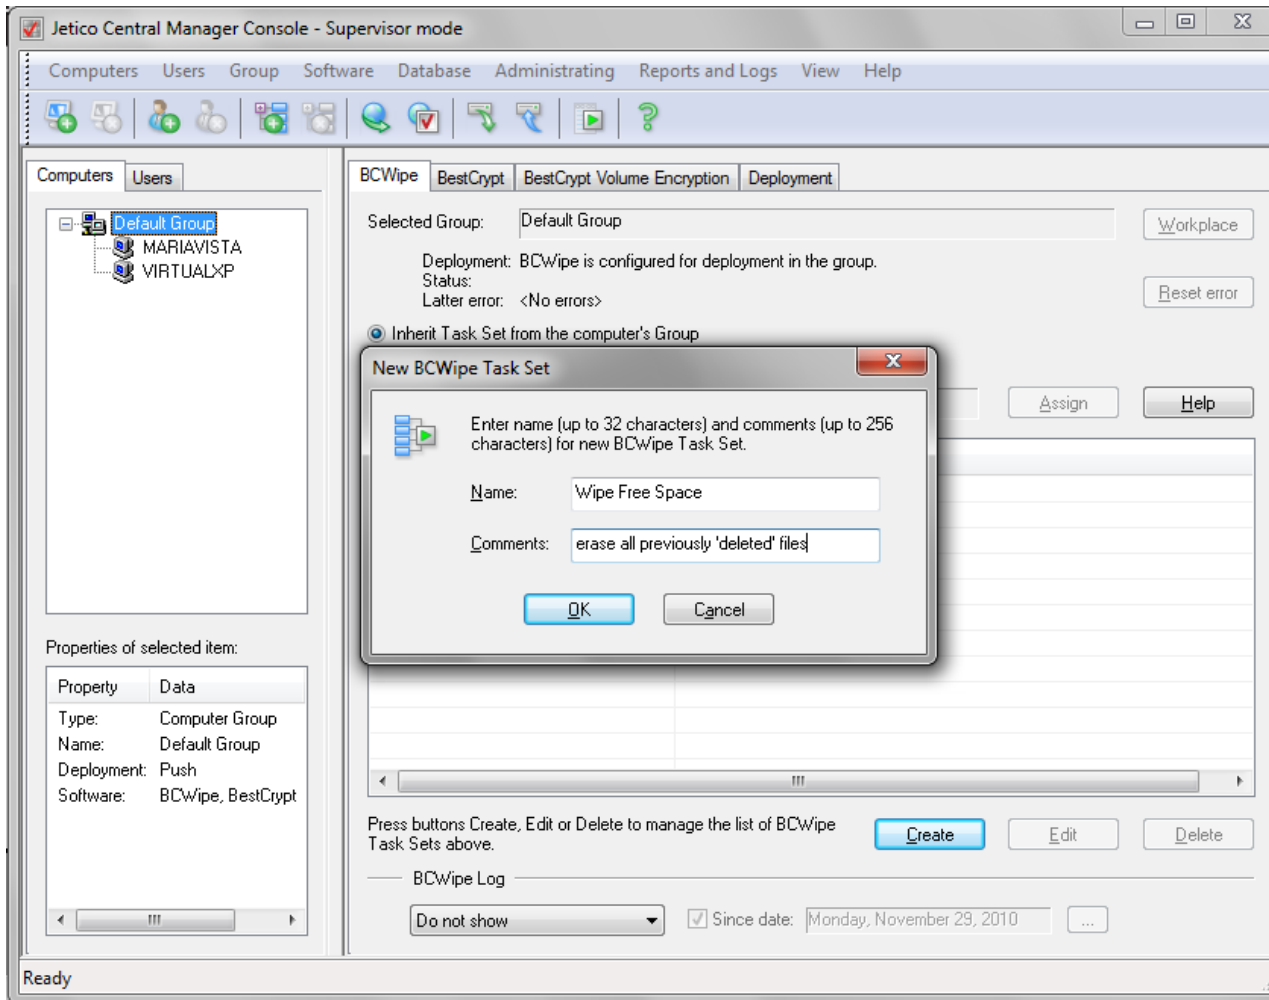 Jetico Central Manager Console - Supervisor mode
Computers Users Group Software Database Administrating Reports and Logs View Help
Computers Users
Default Group
MARIAVISTA
VIRTUALXP
Properties of selected item:
Property Data
Type: Computer Group
Name: Default Group
Deployment: Push
Software: BCWipe, BestCrypt
BCWipe BestCrypt BestCrypt Volume Encryption Deployment
Selected Group: Default Group Workplace
Deployment: BCWipe is configured for deployment in the group.
Status:
Latter error: <No errors> Reset error
Inherit Task Set from the computer's Group
Assign Help
New BCWipe Task Set
Enter name (up to 32 characters) and comments (up to 256
characters) for new BCWipe Task Set.
Name: Wipe Free Space
Comments: erase all previously 'deleted' files
OK Cancel
Press buttons Create, Edit or Delete to manage the list of BCWipe
Task Sets above.
Create Edit Delete
BCWipe Log
Do not show Since date: Monday, November 29, 2010 ...
Ready